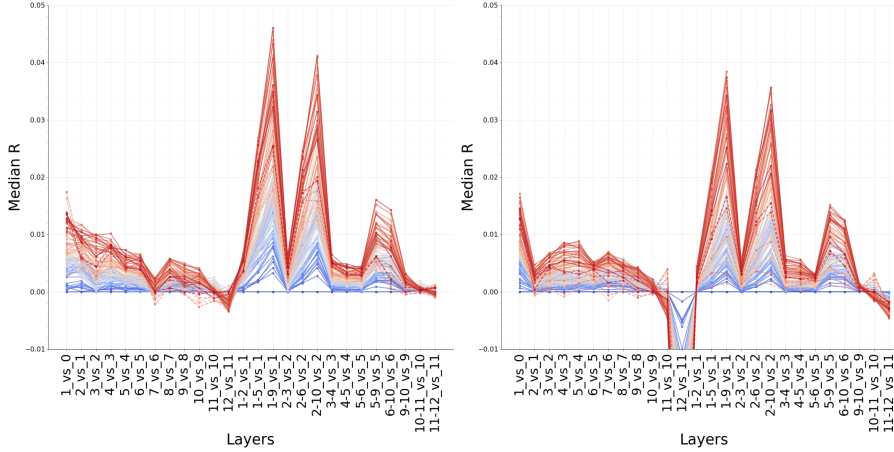 0.05
0.04
0.03
0.02
0.01
0.00
−0.01
Median R
1_vs_0
2_vs_1
3_vs_2
4_vs_3
5_vs_4
6_vs_5
7_vs_6
8_vs_7
9_vs_8
10_vs_9
11_vs_10
12_vs_11
1-2_vs_1
1-5_vs_1
1-9_vs_1
2-3_vs_2
2-6_vs_2
2-10_vs_2
3-4_vs_3
4-5_vs_4
5-6_vs_5
5-9_vs_5
6-10_vs_6
9-10_vs_9
10-11_vs_10
11-12_vs_11
Layers
0.05
0.04
0.03
0.02
0.01
0.00
−0.01
Median R
1_vs_0
2_vs_1
3_vs_2
4_vs_3
5_vs_4
6_vs_5
7_vs_6
8_vs_7
9_vs_8
10_vs_9
11_vs_10
12_vs_11
1-2_vs_1
1-5_vs_1
1-9_vs_1
2-3_vs_2
2-6_vs_2
2-10_vs_2
3-4_vs_3
4-5_vs_4
5-6_vs_5
5-9_vs_5
6-10_vs_6
9-10_vs_9
10-11_vs_10
11-12_vs_11
Layers